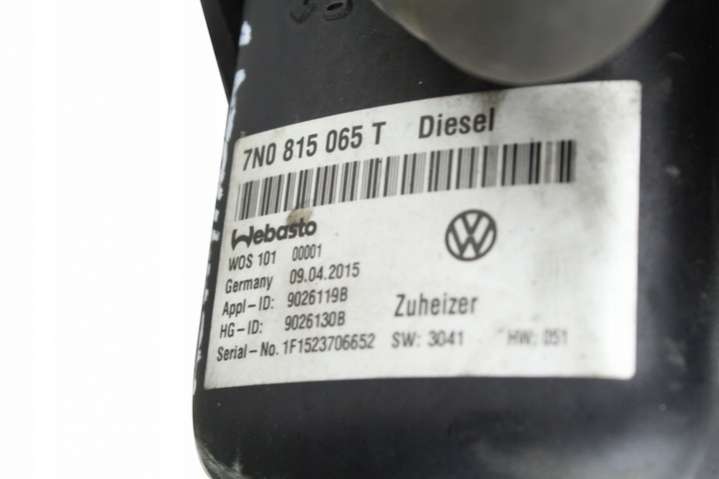 7N0 815 065 T Diesel
Webasto
WOS 101 00001
Germany 09.04.2015
Appl-ID: 9026119B
HG-ID: 9026130B Zuheizer
Serial-No. 1F1523706652 SW: 3041 HW: 051